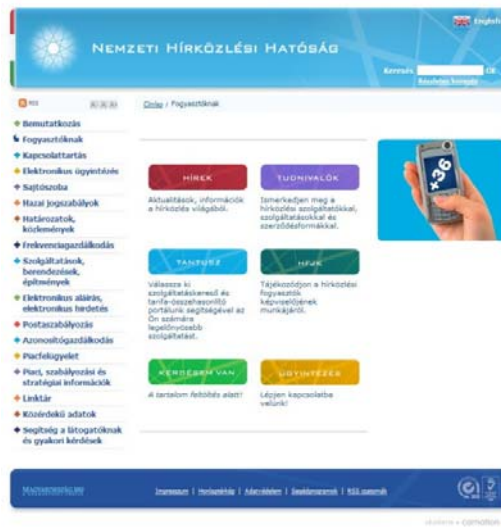 English
NEMZETI HÍRKÖZLÉSI HATÓSÁG
Keresés OK
Részletes keresés
RSS A A A
Címlap / Fogyasztóknak
Bemutatkozás
Fogyasztóknak
Kapcsolattartás
Elektronikus ügyintézés
Sajtószoba
Hazai jogszabályok
Határozatok,
közlemények
Frekvenciagazdálkodás
Szolgáltatások,
berendezések,
építmények
Elektronikus aláírás,
elektronikus hirdetés
Postaszabályozás
Azonosítógazdálkodás
Piacfelügyelet
Piaci, szabályozási és
stratégiai információk
Linktár
Közérdekű adatok
Segítség a látogatóknak
és gyakori kérdések
HÍREK
Aktualitások, információk
a hírközlés világából.
TUDNIVALÓK
Ismerkedjen meg a
hírközlési szolgáltatókkal,
szolgáltatásokkal és
szerződésformákkal.
TANTUSZ
Válassza ki
szolgáltatáskereső és
tarifa-összehasonlító
portálunk segítségével az
Ön számára
legelőnyösebb
szolgáltatást.
HFJK
Tájékozódjon a hírközlési
fogyasztók
képviselőjének
munkájáról.
KÉRDÉSEM VAN
A tartalom feltöltés alatt!
ÜGYINTÉZÉS
Lépjen kapcsolatba
velünk!
×36
MAGYARORSZÁG.HU
Impresszum | Honlaptérkép | Adatvédelem | Segédprogramok | RSS csatornák